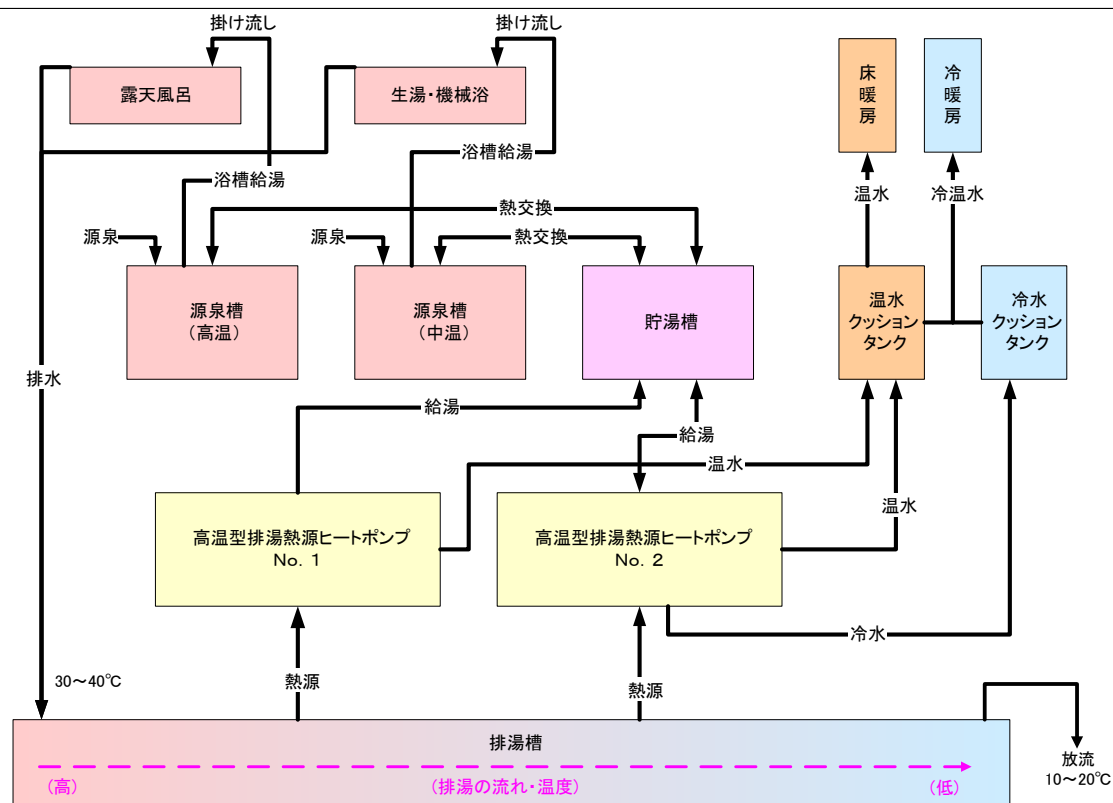 掛け流し
掛け流し
露天風呂
生湯・機械浴
床
暖
房
冷
暖
房
浴槽給湯
浴槽給湯
温水
冷温水
熱交換
源泉
源泉
熱交換
源泉槽
（高温）
源泉槽
（中温）
貯湯槽
温水
クッション
タンク
冷水
クッション
タンク
排水
給湯
給湯
温水
温水
高温型排湯熱源ヒートポンプ
No. 1
高温型排湯熱源ヒートポンプ
No. 2
冷水
30～40℃
熱源
熱源
排湯槽
放流
10～20℃
（高）
（排湯の流れ・温度）
（低）